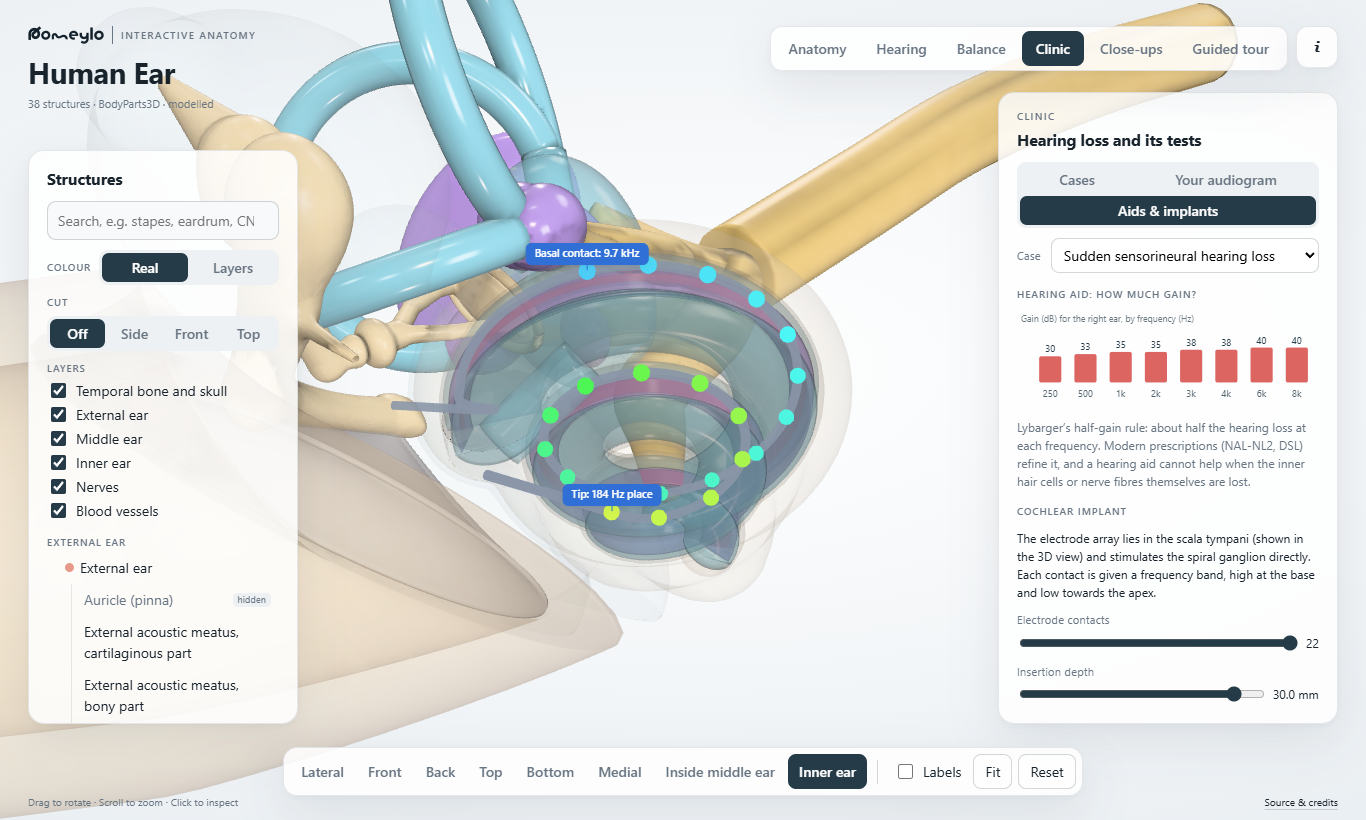 Pomeylo
INTERACTIVE ANATOMY
Human Ear
38 structures · BodyParts3D · modelled
Anatomy
Hearing
Balance
Clinic
Close-ups
Guided tour
i
Structures
Search, e.g. stapes, eardrum, CN
COLOUR
Real
Layers
CUT
Off
Side
Front
Top
LAYERS
Temporal bone and skull
External ear
Middle ear
Inner ear
Nerves
Blood vessels
EXTERNAL EAR
External ear
Auricle (pinna)
hidden
External acoustic meatus,
cartilaginous part
External acoustic meatus,
bony part
Basal contact: 9.7 kHz
Tip: 184 Hz place
CLINIC
Hearing loss and its tests
Cases
Your audiogram
Aids & implants
Case
Sudden sensorineural hearing loss
HEARING AID: HOW MUCH GAIN?
Gain (dB) for the right ear, by frequency (Hz)
30 33 35 35 38 38 40 40
250 500 1k 2k 3k 4k 6k 8k
Lybarger's half-gain rule: about half the hearing loss at
each frequency. Modern prescriptions (NAL-NL2, DSL)
refine it, and a hearing aid cannot help when the inner
hair cells or nerve fibres themselves are lost.
COCHLEAR IMPLANT
The electrode array lies in the scala tympani (shown in
the 3D view) and stimulates the spiral ganglion directly.
Each contact is given a frequency band, high at the base
and low towards the apex.
Electrode contacts
22
Insertion depth
30.0 mm
Lateral
Front
Back
Top
Bottom
Medial
Inside middle ear
Inner ear
Labels
Fit
Reset
Drag to rotate · Scroll to zoom · Click to inspect
Source & credits